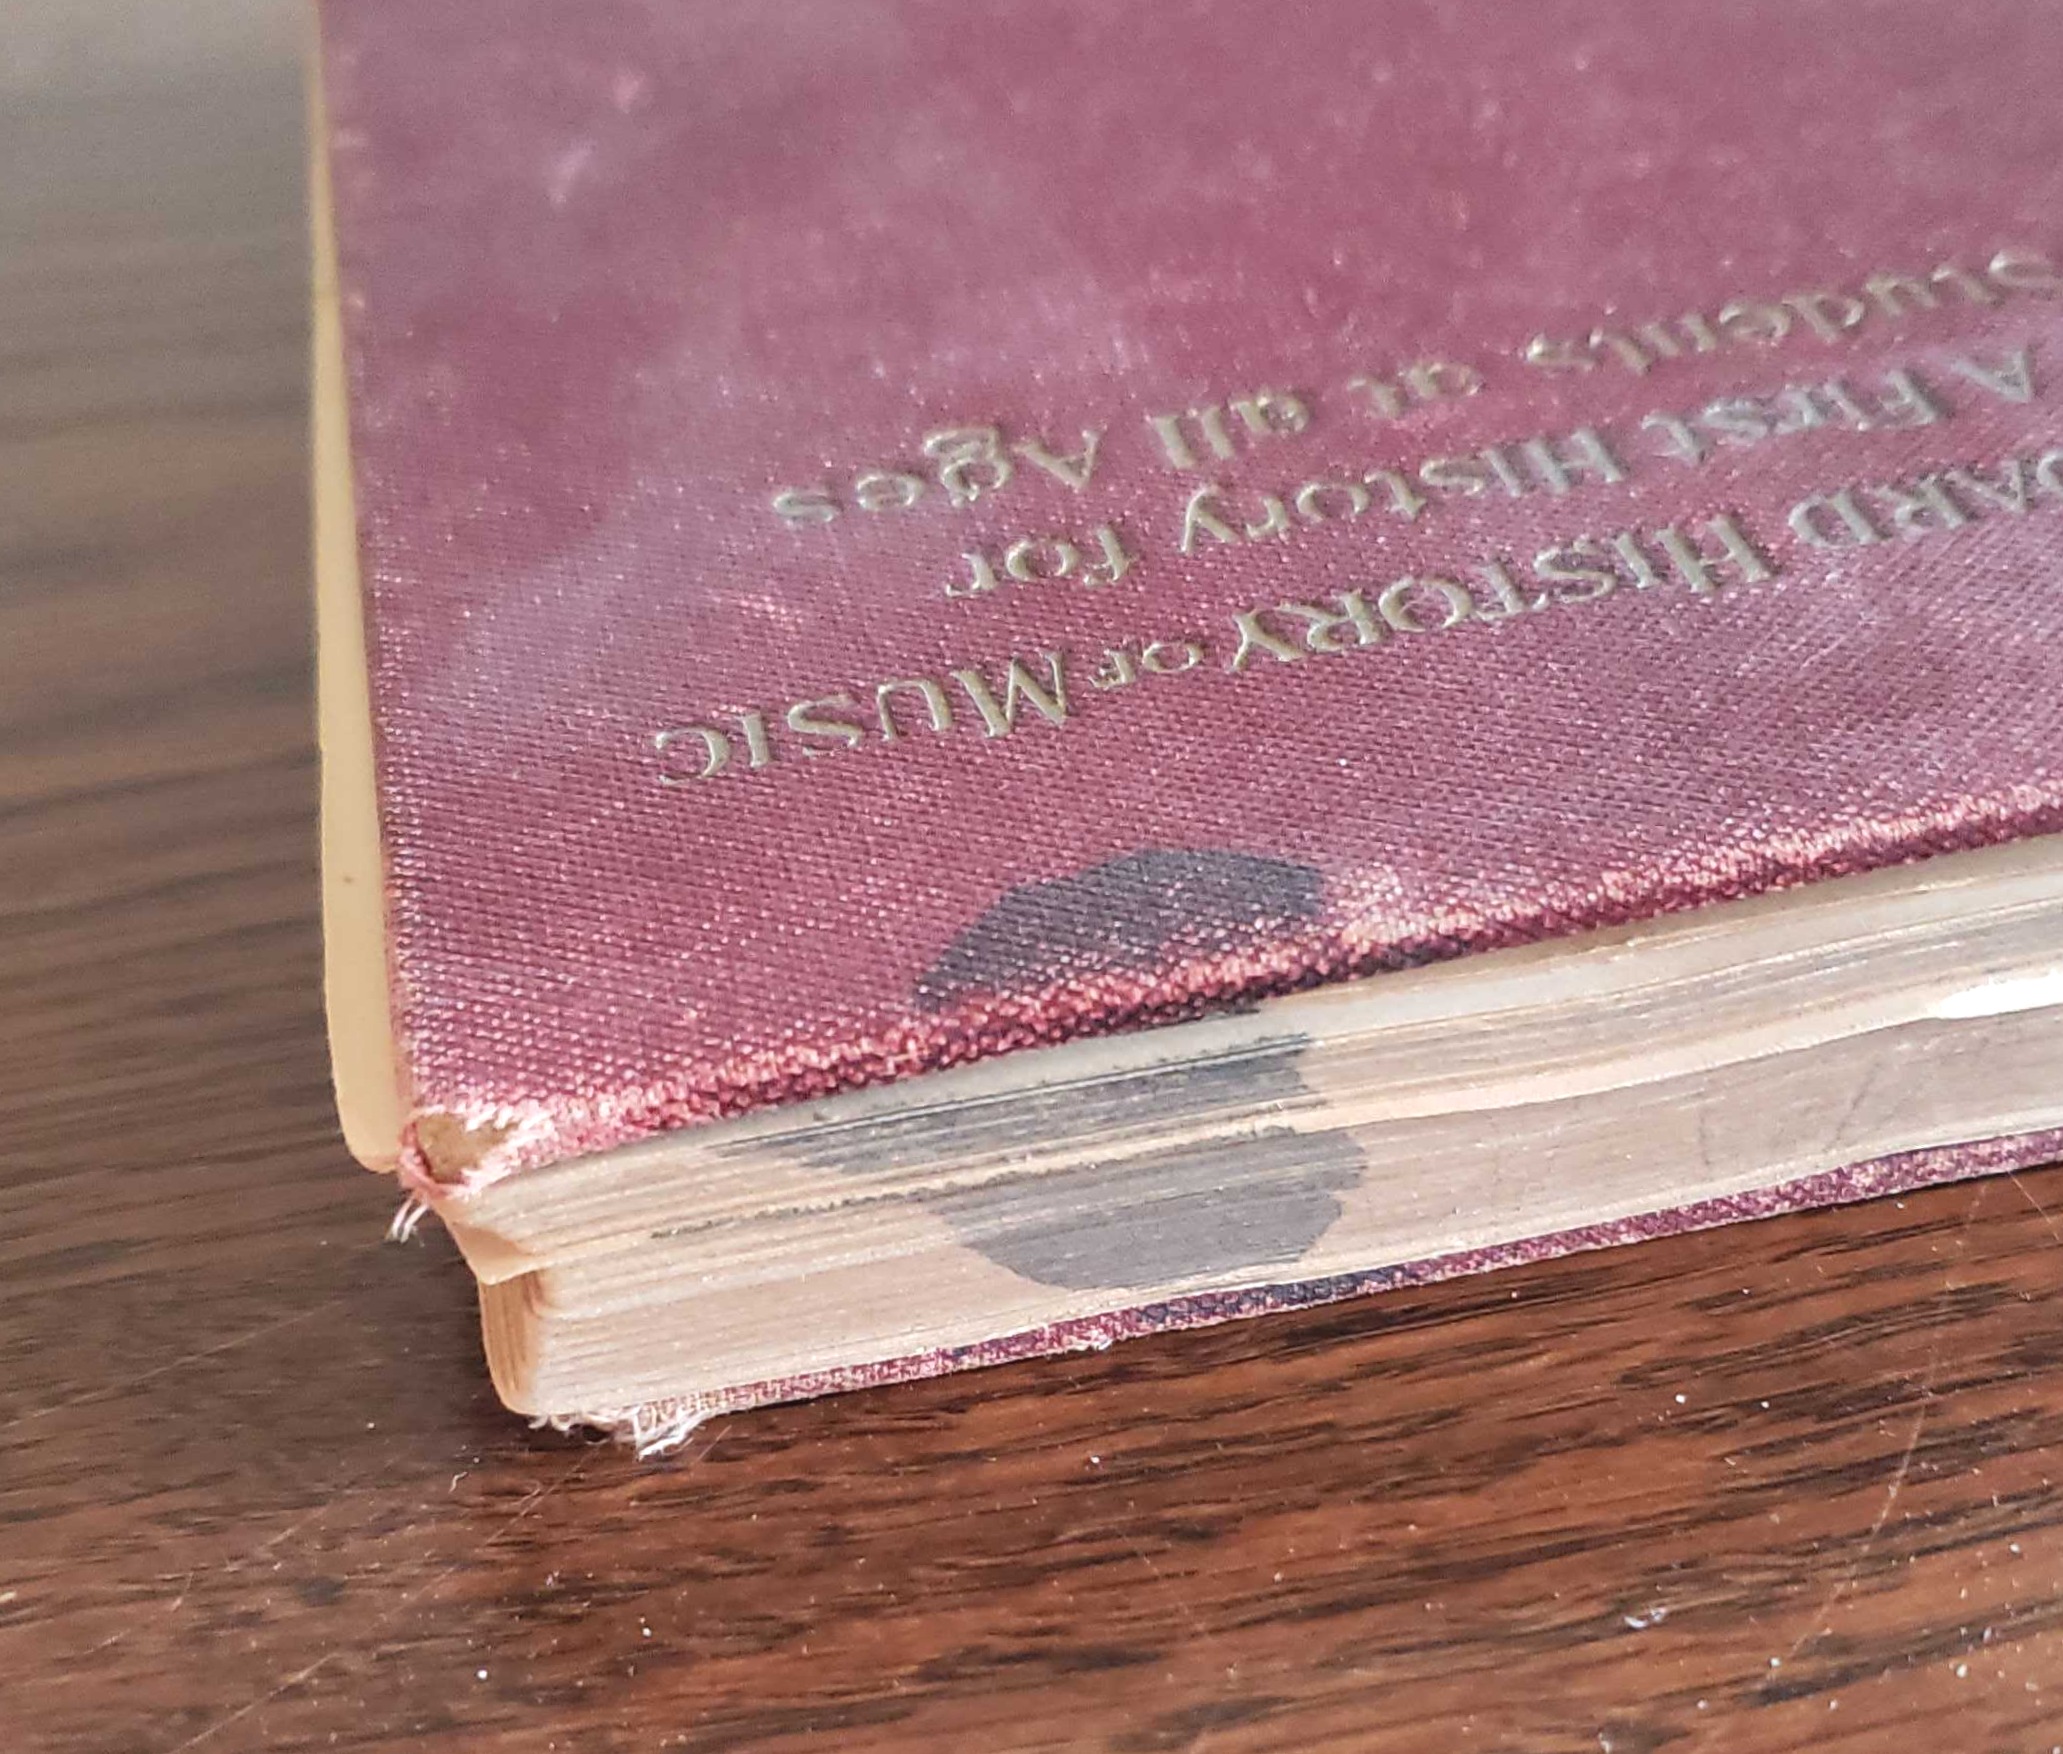 HISTORY OF MUSIC
A First History for
Students at all Ages